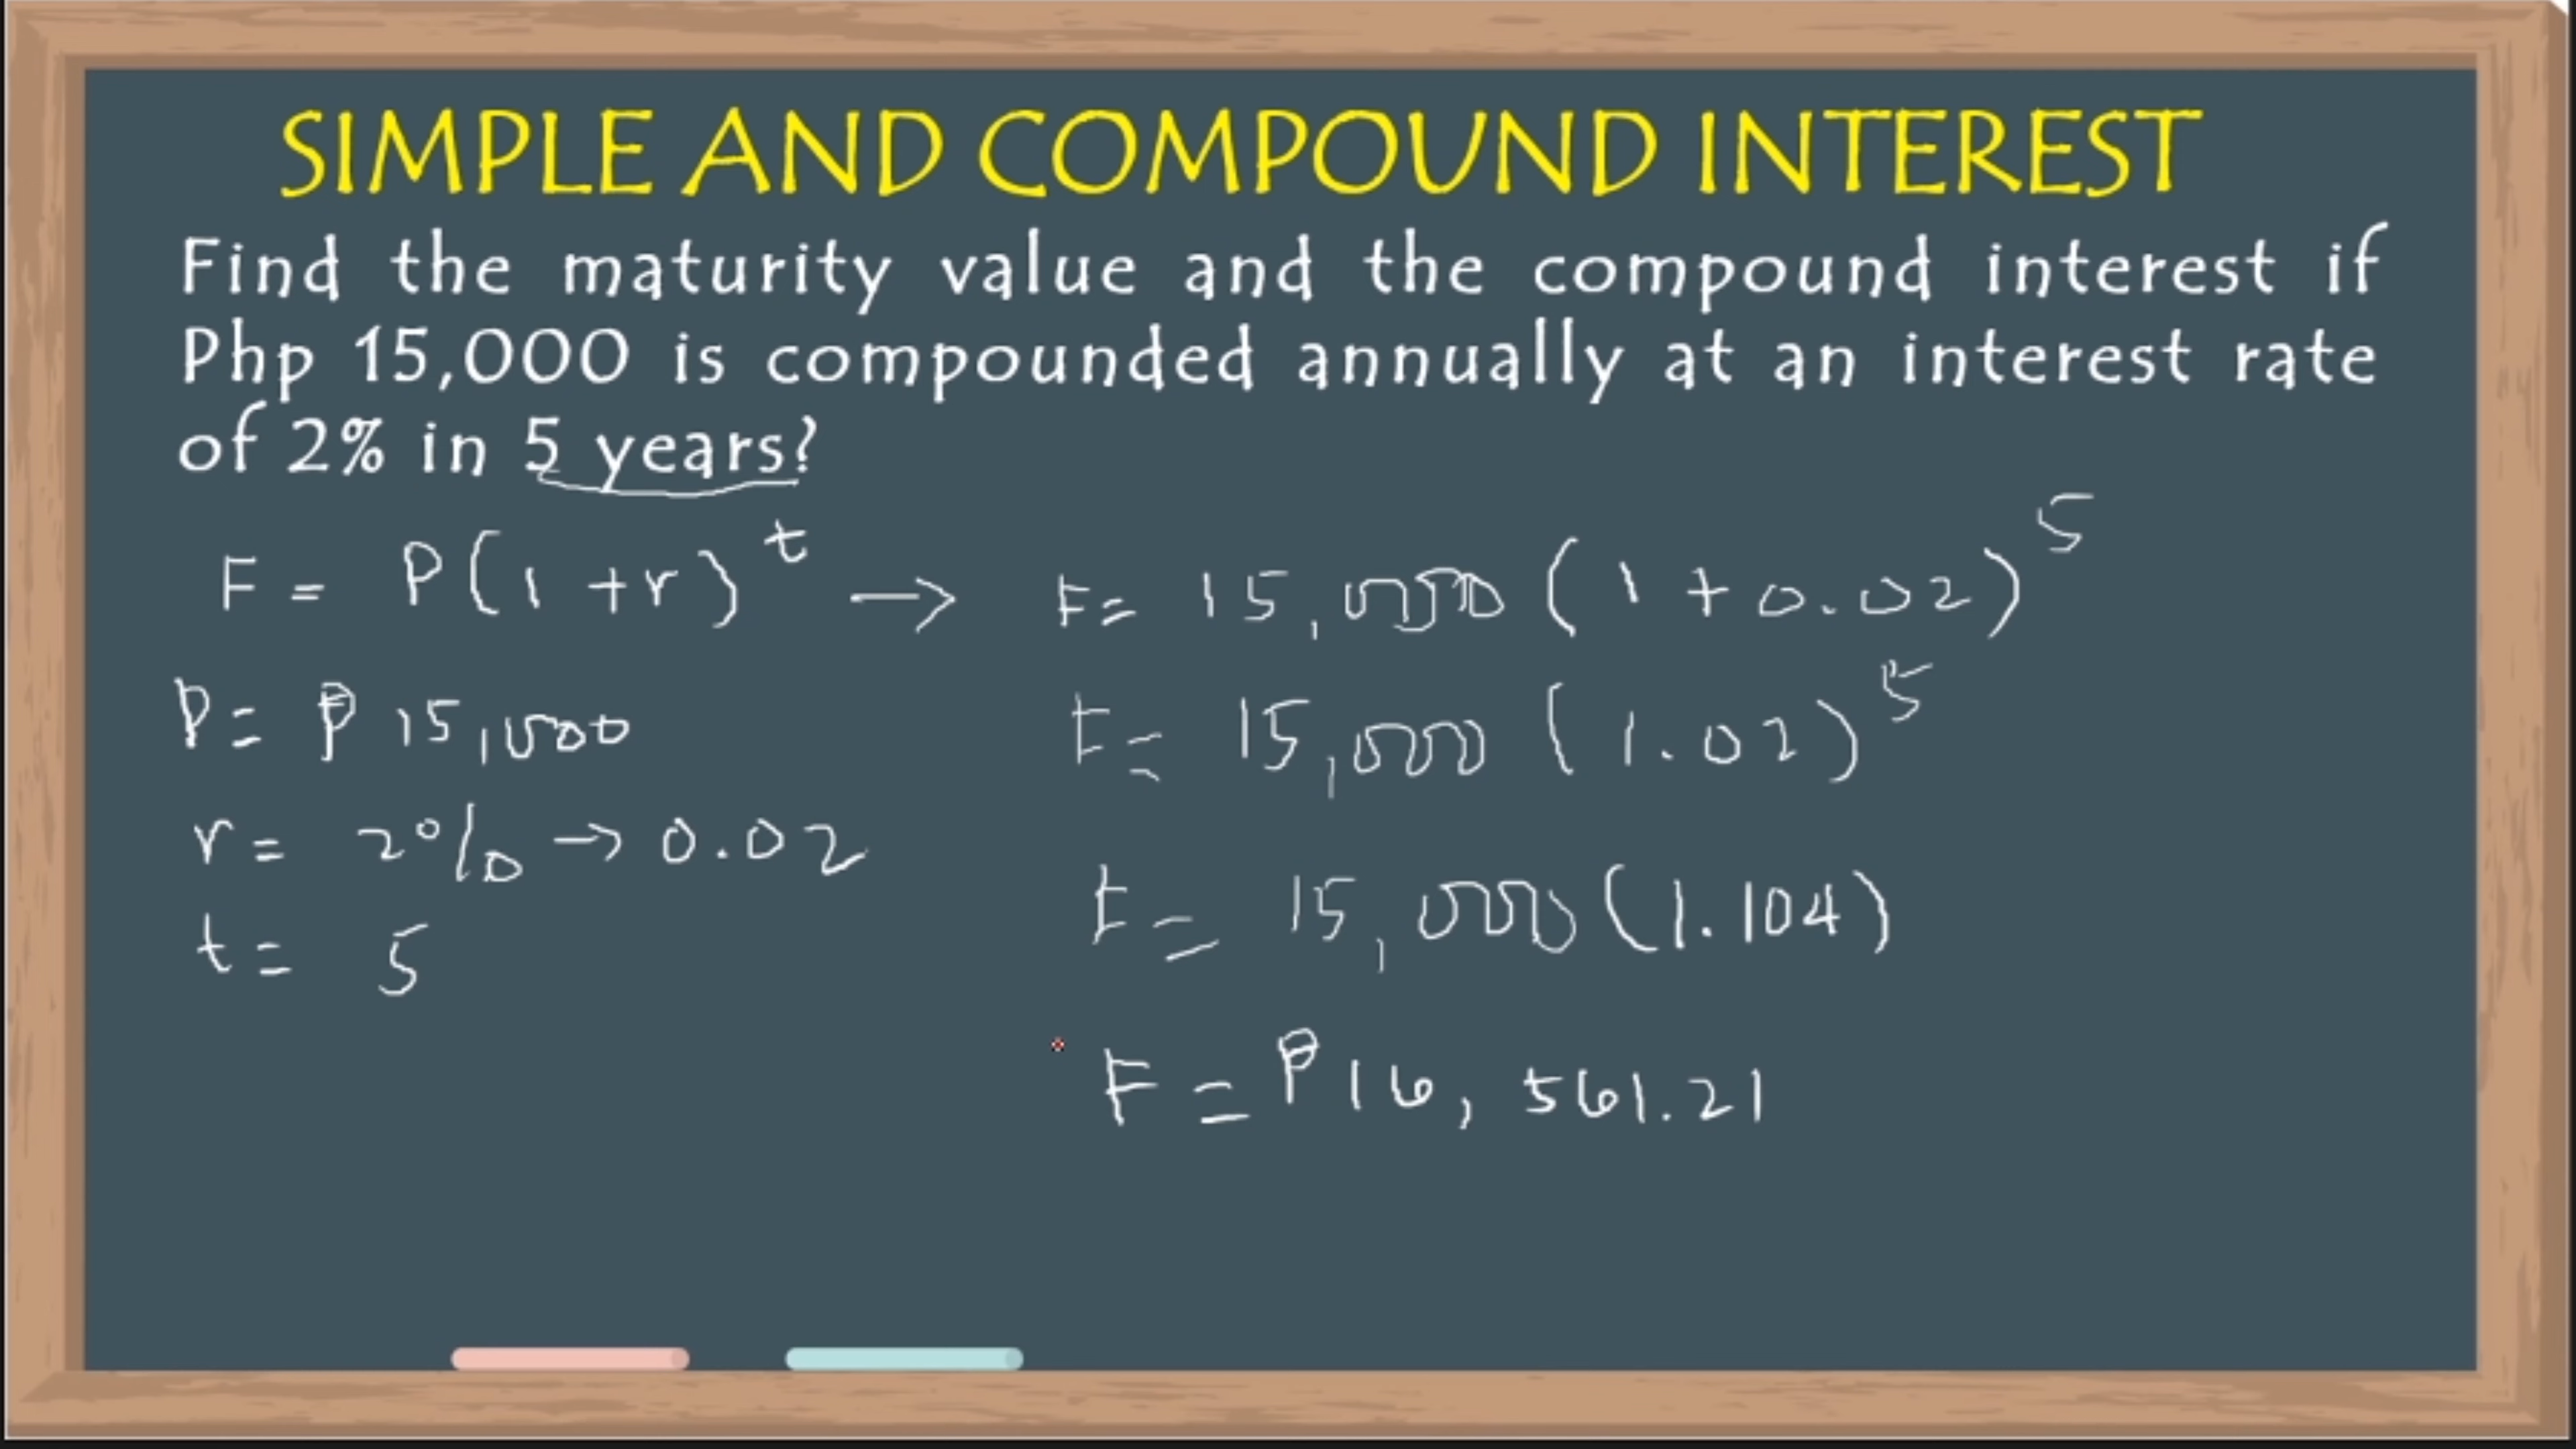 SIMPLE AND COMPOUND INTEREST
Find the maturity value and the compound interest if
Php 15,000 is compounded annually at an interest rate
of 2% in 5 years?
F = P(1+r)^t → F= 15,000 (1+0.02)^5
P= ₱ 15,000
F= 15,000 (1.02)^5
r= 2% → 0.02
F= 15,000 (1.104)
t= 5
F = ₱16, 561.21